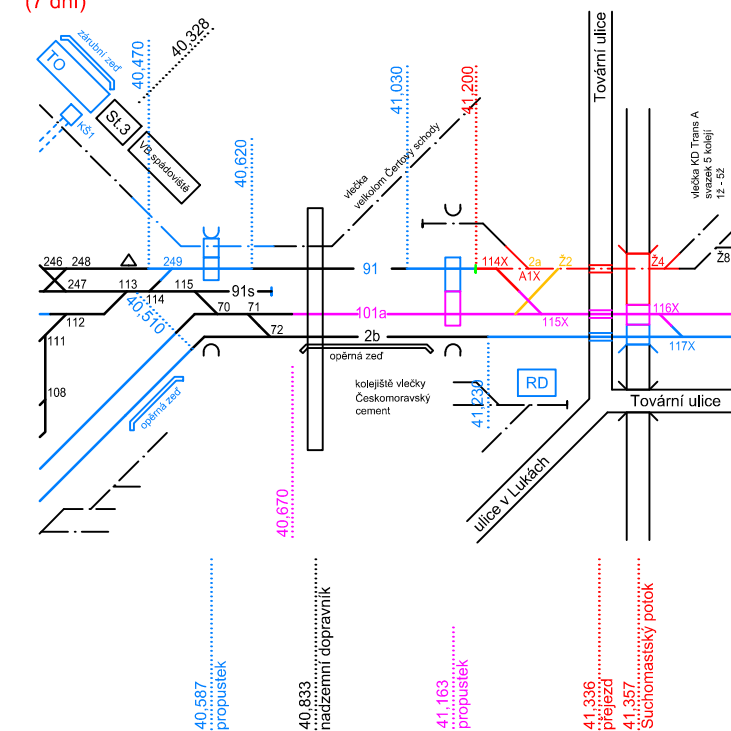 (7 dní)
TO
zárubní zeď
40,328
40,470
KŠ1
St.3
VB spádoviště
40,620
41,030
41,200
vlečka
velkolom Čertovy schody
Tovární ulice
vlečka KD Trans A
svazek 5 kolejí
1ž - 5ž
246
248
249
91
114X
2a
Ž2
A1X
Ž4
Ž8
247
113
114
115
91s
40,510
70
71
101a
115X
116X
112
111
72
2b
117X
opěrná zeď
108
opěrná zeď
kolejiště vlečky
Českomoravský
cement
41,230
RD
Tovární ulice
ulice v Lukách
40,670
40,587
propustek
40,833
nadzemní dopravník
41,163
propustek
41,336
přejezd
41,357
Suchomastský potok